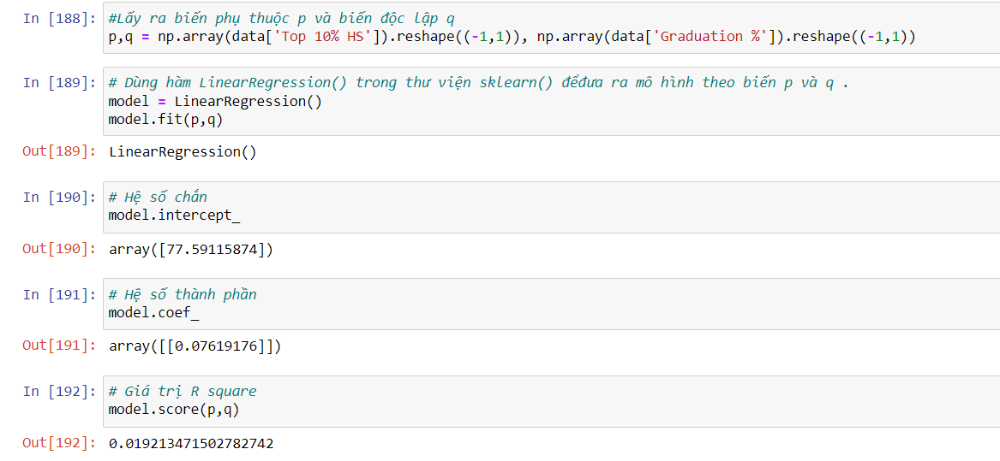 In [188]: #Lấy ra biến phụ thuộc p và biến độc lập q
p,q = np.array(data['Top 10% HS']).reshape((-1,1)), np.array(data['Graduation %']).reshape((-1,1))
In [189]: # Dùng hàm LinearRegression() trong thư viện sklearn() đểđưa ra mô hình theo biến p và q .
model = LinearRegression()
model.fit(p,q)
Out[189]: LinearRegression()
In [190]: # Hệ số chắn
model.intercept_
Out[190]: array([77.59115874])
In [191]: # Hệ số thành phần
model.coef_
Out[191]: array([[0.07619176]])
In [192]: # Giá trị R square
model.score(p,q)
Out[192]: 0.019213471502782742